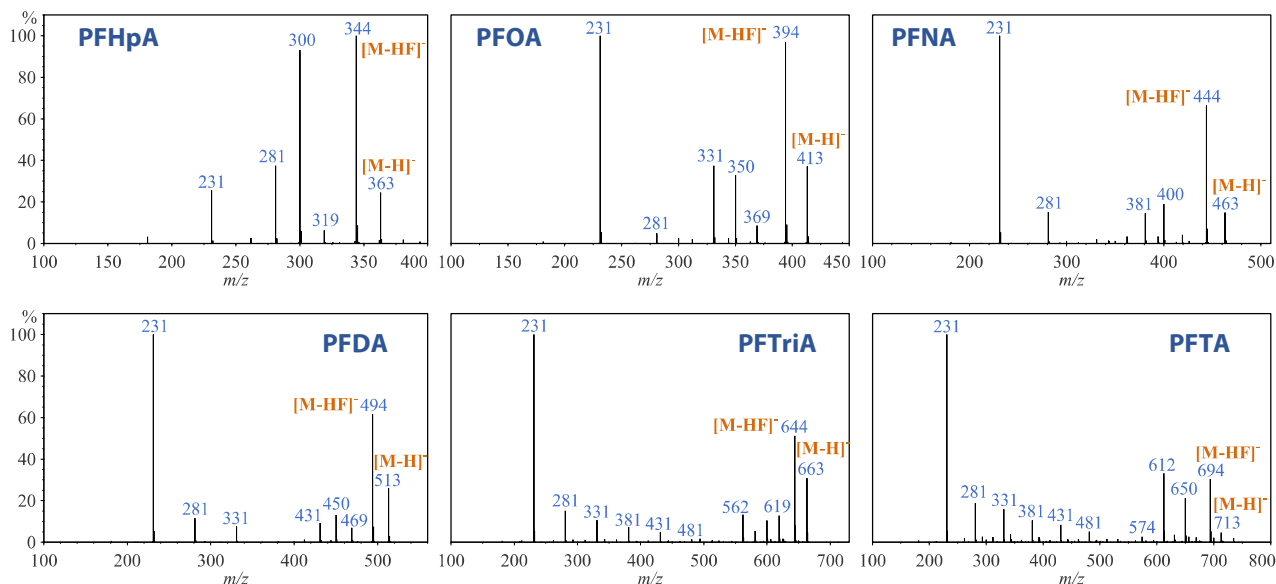 %
100
80
60
40
20
0
PFHpA
344
300
[M-HF]⁻
281
[M-H]⁻
363
231
319
100 150 200 250 300 350 400
m/z
PFOA
231
[M-HF]⁻
394
331
350
[M-H]⁻
413
281
369
100 150 200 250 300 350 400 450
m/z
PFNA
231
[M-HF]⁻ 444
281
381
400
[M-H]⁻
463
100 200 300 400 500
m/z
%
100
80
60
40
20
0
PFDA
231
[M-HF]⁻ 494
[M-H]⁻
513
281
331
431
450
469
100 200 300 400 500
m/z
PFTriA
231
[M-HF]⁻ 644
[M-H]⁻
663
281
331
381
431
481
562
619
100 200 300 400 500 600 700
m/z
PFTA
231
612
[M-HF]⁻
694
650
[M-H]⁻
713
281
331
381
431
481
574
100 200 300 400 500 600 700 800
m/z